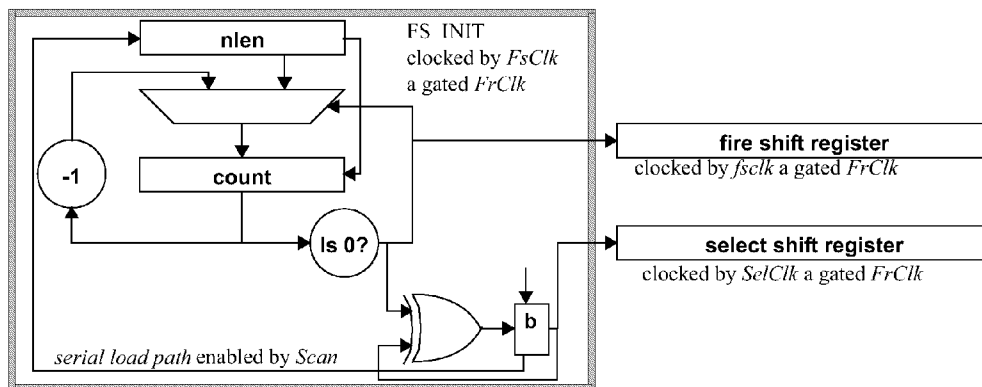 nlen
FS INIT
clocked by FsClk
a gated FrClk
fire shift register
clocked by fsclk a gated FrClk
-1
count
Is 0?
select shift register
clocked by SelClk a gated FrClk
b
serial load path enabled by Scan